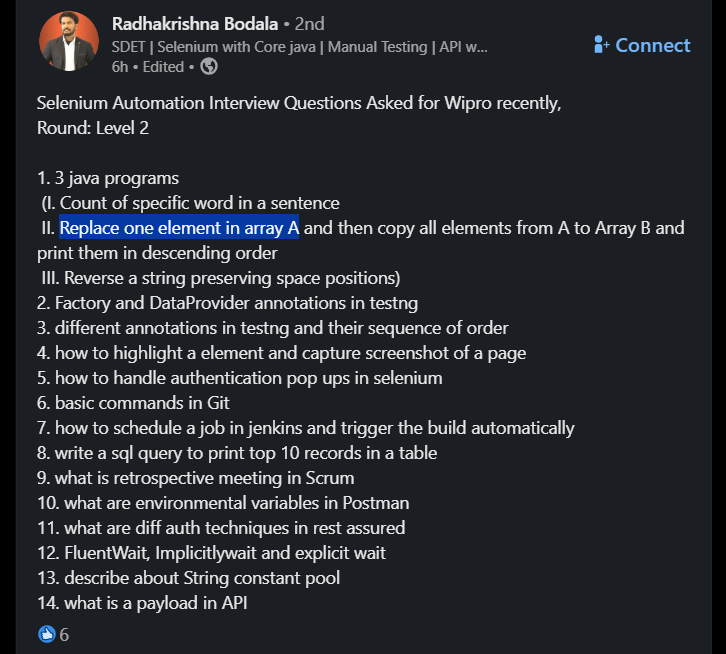 Radhakrishna Bodala • 2nd
SDET | Selenium with Core java | Manual Testing | API w...
6h • Edited •
Connect
Selenium Automation Interview Questions Asked for Wipro recently,
Round: Level 2
1. 3 java programs
(I. Count of specific word in a sentence
II. Replace one element in array A and then copy all elements from A to Array B and
print them in descending order
III. Reverse a string preserving space positions)
2. Factory and DataProvider annotations in testng
3. different annotations in testng and their sequence of order
4. how to highlight a element and capture screenshot of a page
5. how to handle authentication pop ups in selenium
6. basic commands in Git
7. how to schedule a job in jenkins and trigger the build automatically
8. write a sql query to print top 10 records in a table
9. what is retrospective meeting in Scrum
10. what are environmental variables in Postman
11. what are diff auth techniques in rest assured
12. FluentWait, Implicitlywait and explicit wait
13. describe about String constant pool
14. what is a payload in API
6